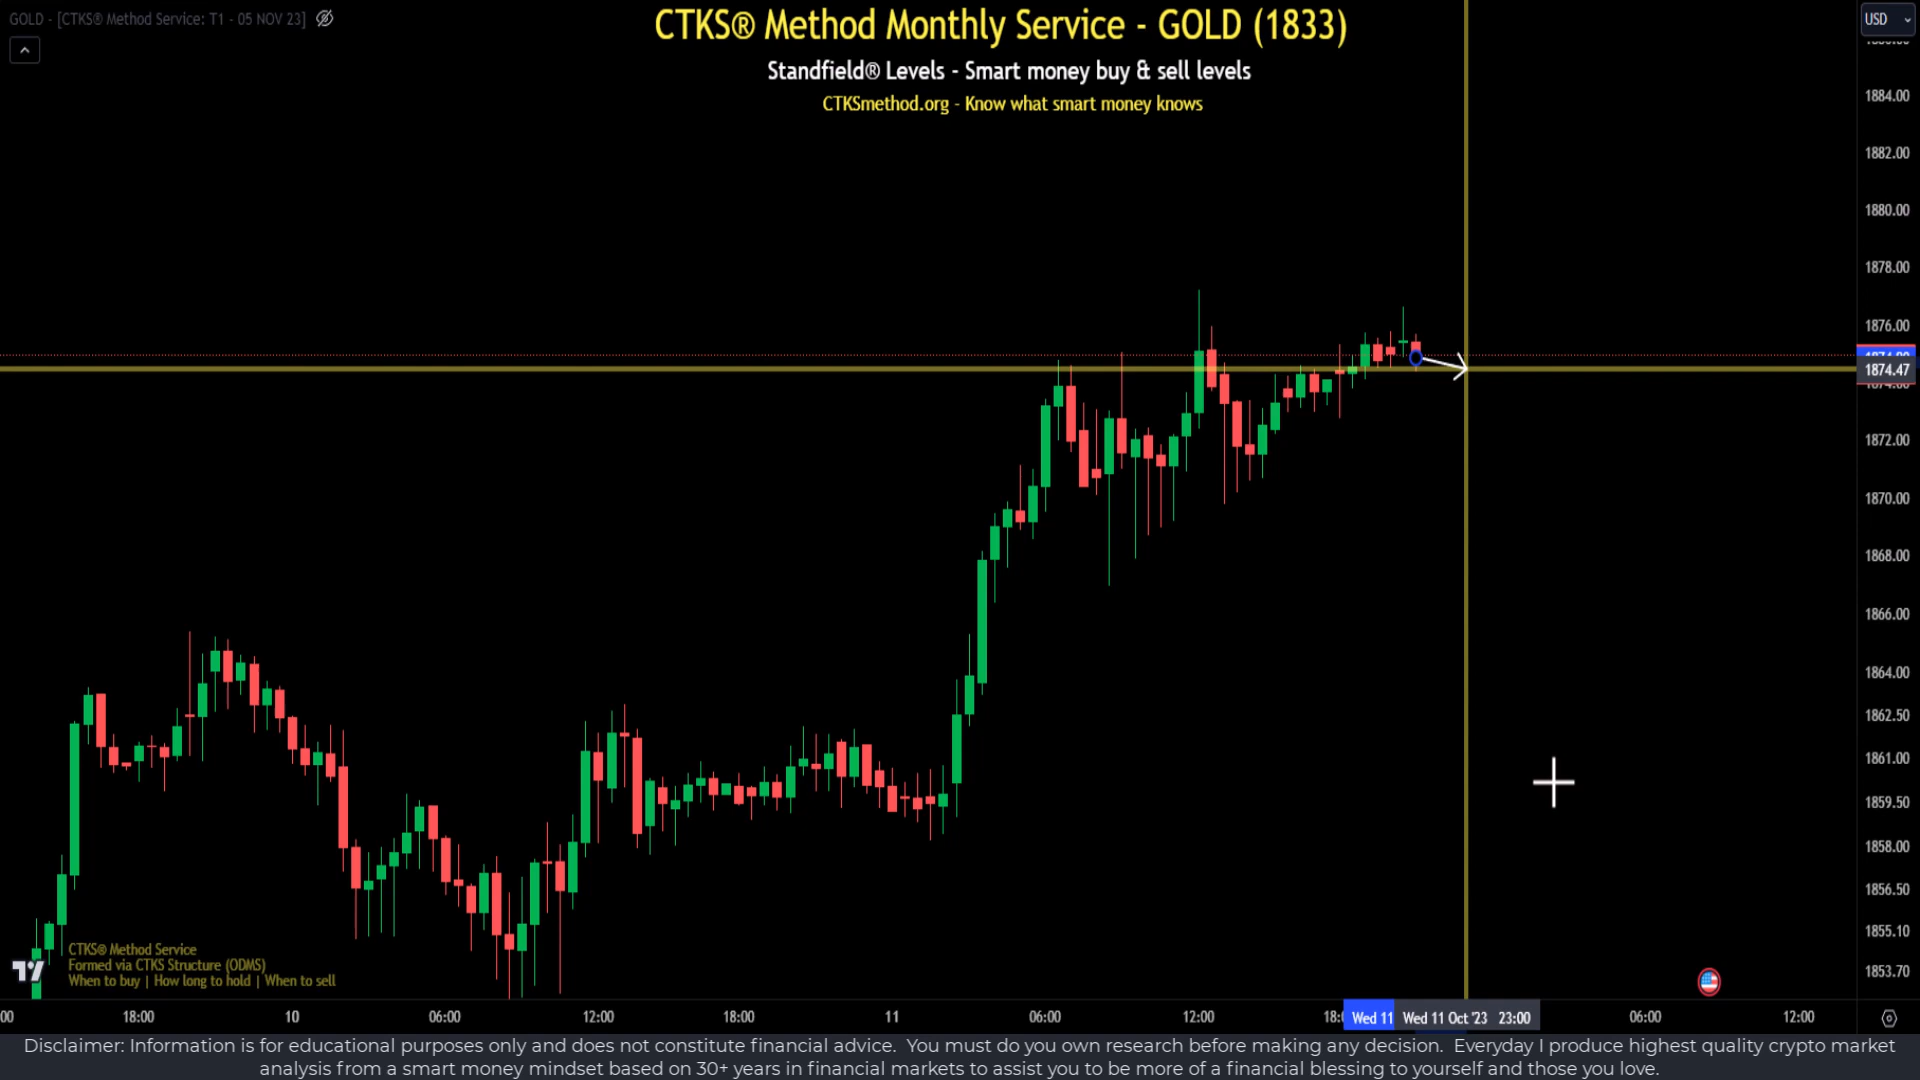 GOLD - [CTKS® Method Service: T1 - 05 NOV 23]
CTKS® Method Monthly Service - GOLD (1833)
Standfield® Levels - Smart money buy & sell levels
CTKSmethod.org - Know what smart money knows
USD
1884.00
1882.00
1880.00
1878.00
1876.00
1874.47
1872.00
1870.00
1868.00
1866.00
1864.00
1862.50
1861.00
1859.50
1858.00
1856.50
1855.10
1853.70
CTKS® Method Service
Formed via CTKS Structure (ODMS)
When to buy | How long to hold | When to sell
18:00 10 06:00 12:00 18:00 11 06:00 12:00 Wed 11 Wed 11 Oct '23 23:00 06:00 12:00
Disclaimer: Information is for educational purposes only and does not constitute financial advice. You must do you own research before making any decision. Everyday I produce highest quality crypto market
analysis from a smart money mindset based on 30+ years in financial markets to assist you to be more of a financial blessing to yourself and those you love.